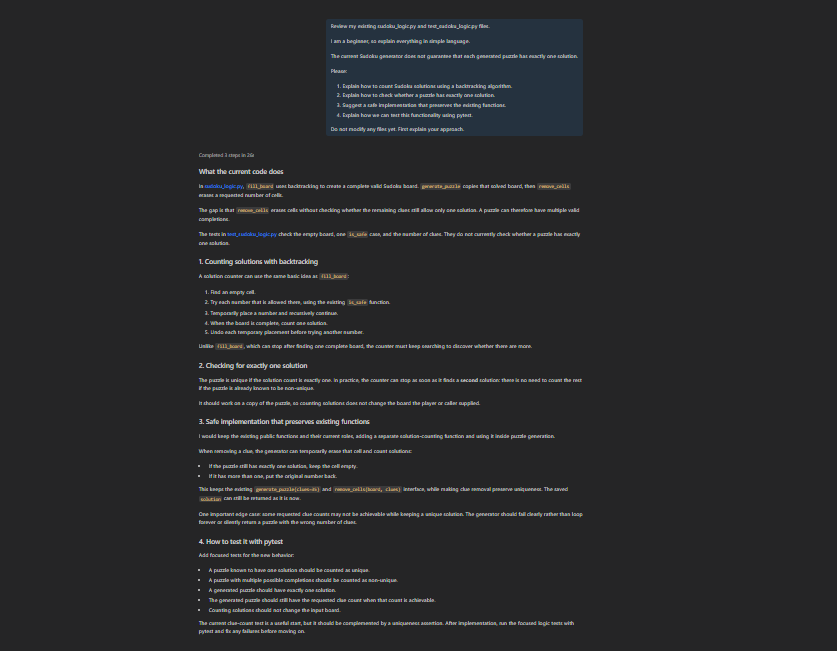 Review my existing sudoku_logic.py and test_sudoku_logic.py files.
I am a beginner, so explain everything in simple language.
The current Sudoku generator does not guarantee that each generated puzzle has exactly one solution.
Please:
1. Explain how to count Sudoku solutions using a backtracking algorithm.
2. Explain how to check whether a puzzle has exactly one solution.
3. Suggest a safe implementation that preserves the existing functions.
4. Explain how we can test this functionality using pytest.
Do not modify any files yet. First explain your approach.
Completed 3 steps in 26s
What the current code does
In sudoku_logic.py, fill_board uses backtracking to create a complete valid Sudoku board. generate_puzzle copies that solved board, then remove_cells
erases a requested number of cells.
The gap is that remove_cells erases cells without checking whether the remaining clues still allow only one solution. A puzzle can therefore have multiple valid
completions.
The tests in test_sudoku_logic.py check the empty board, one is_safe case, and the number of clues. They do not currently check whether a puzzle has exactly
one solution.
1. Counting solutions with backtracking
A solution counter can use the same basic idea as fill_board:
1. Find an empty cell.
2. Try each number that is allowed there, using the existing is_safe function.
3. Temporarily place a number and recursively continue.
4. When the board is complete, count one solution.
5. Undo each temporary placement before trying another number.
Unlike fill_board, which can stop after finding one complete board, the counter must keep searching to discover whether there are more.
2. Checking for exactly one solution
The puzzle is unique if the solution count is exactly one. In practice, the counter can stop as soon as it finds a second solution: there is no need to count the rest
if the puzzle is already known to be non-unique.
It should work on a copy of the puzzle, so counting solutions does not change the board the player or caller supplied.
3. Safe implementation that preserves existing functions
I would keep the existing public functions and their current roles, adding a separate solution-counting function and using it inside puzzle generation.
When removing a clue, the generator can temporarily erase that cell and count solutions:
• If the puzzle still has exactly one solution, keep the cell empty.
• If it has more than one, put the original number back.
This keeps the existing generate_puzzle(clues=35) and remove_cells(board, clues) interface, while making clue removal preserve uniqueness. The saved
solution can still be returned as it is now.
One important edge case: some requested clue counts may not be achievable while keeping a unique solution. The generator should fail clearly rather than loop
forever or silently return a puzzle with the wrong number of clues.
4. How to test it with pytest
Add focused tests for the new behavior:
• A puzzle known to have one solution should be counted as unique.
• A puzzle with multiple possible completions should be counted as non-unique.
• A generated puzzle should have exactly one solution.
• The generated puzzle should still have the requested clue count when that count is achievable.
• Counting solutions should not change the input board.
The current clue-count test is a useful start, but it should be complemented by a uniqueness assertion. After implementation, run the focused logic tests with
pytest and fix any failures before moving on.